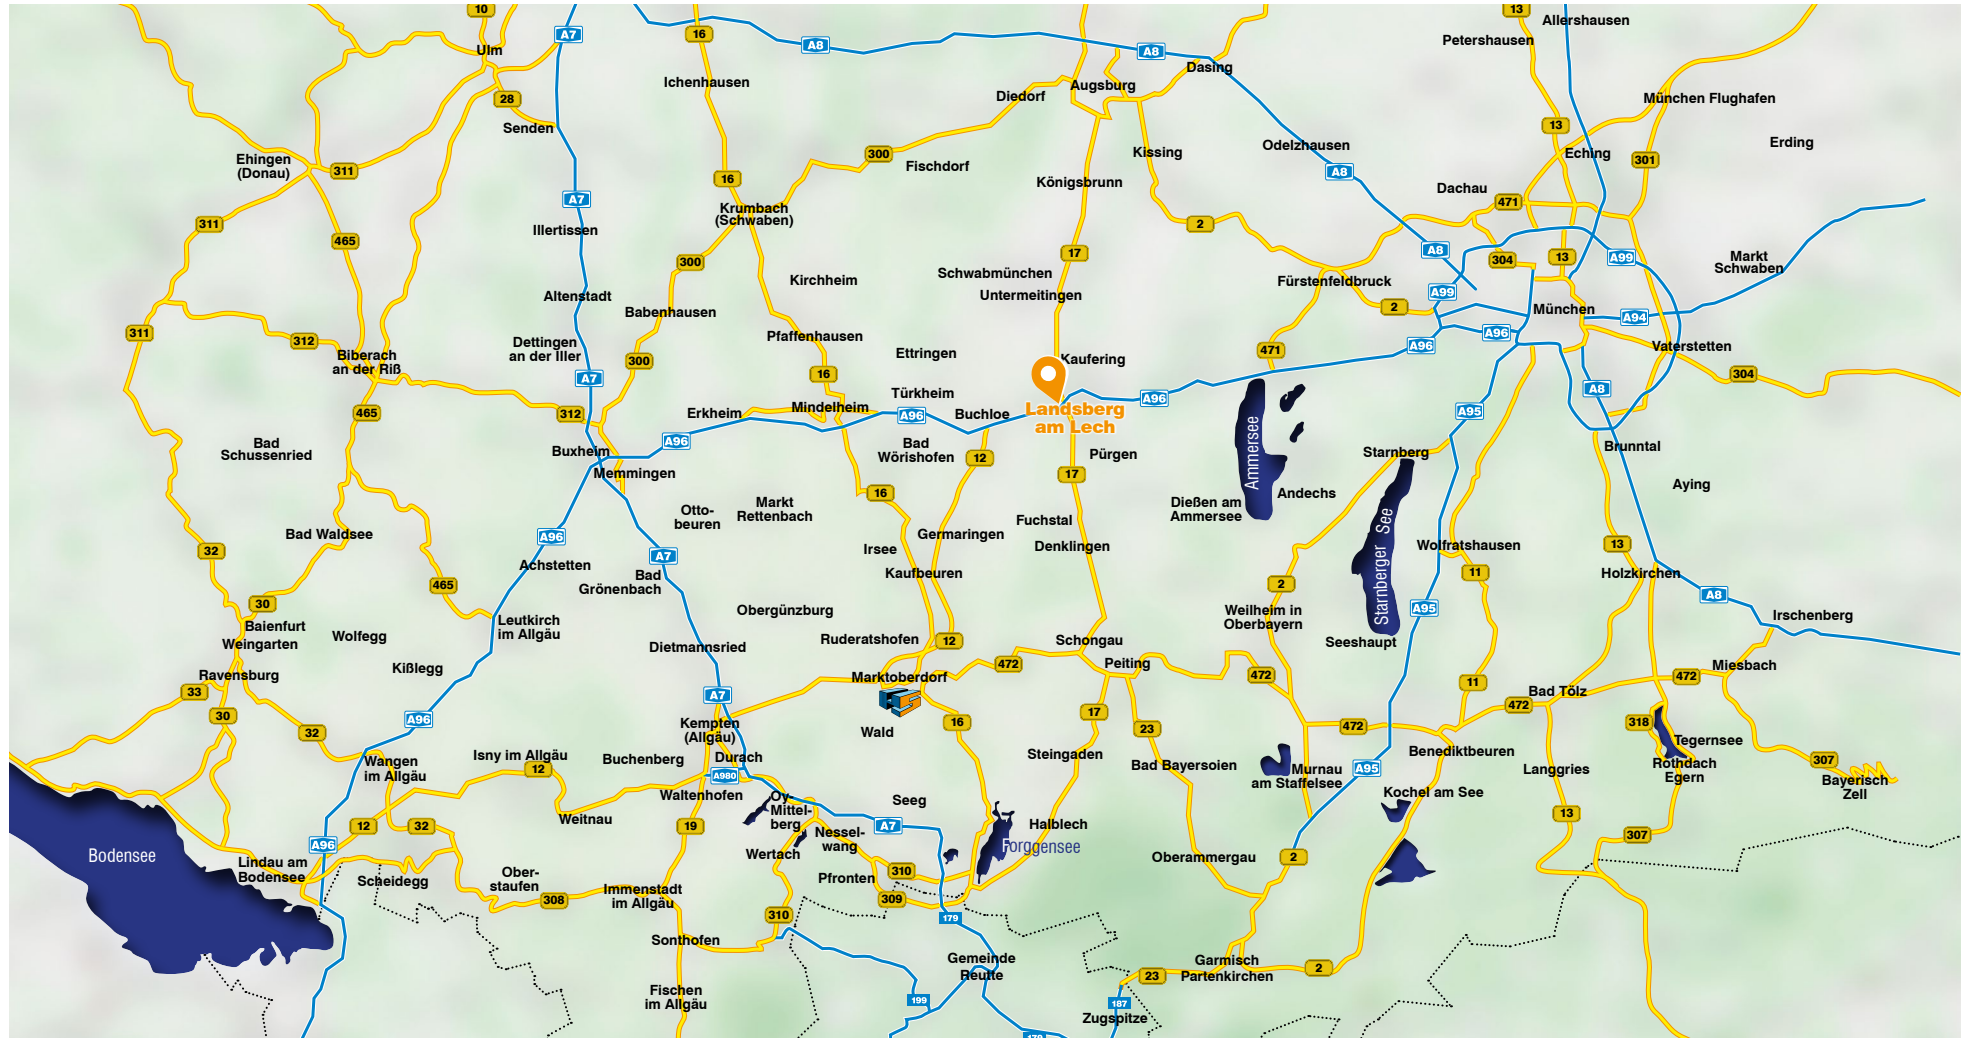 10
A7
16
A8
A8
13
Allershausen
Petershausen
Ulm
Dasing
Ichenhausen
Augsburg
Diedorf
München Flughafen
28
Senden
13
Erding
Ehingen
(Donau)
311
300
Fischdorf
Kissing
Odelzhausen
Eching
301
16
Königsbrunn
A8
Dachau
471
A7
Krumbach
(Schwaben)
311
465
Illertissen
2
300
17
A8
304
13
A99
Markt
Schwaben
Schwabmünchen
Untermeitingen
Kirchheim
Fürstenfeldbruck
A99
Altenstadt
Babenhausen
2
München
A94
311
312
Dettingen
an der Iller
Pfaffenhausen
A96
A96
Vaterstetten
Biberach
an der Riß
300
Ettringen
Kaufering
471
304
A7
16
Türkheim
A8
465
312
Erkheim
Mindelheim
A96
Buchloe
Landsberg
am Lech
A96
A95
Bad
Schussenried
Buxheim
A96
Bad
Wörishofen
12
Pürgen
Ammersee
Starnberg
Brunntal
Memmingen
17
Andechs
Aying
Otto-
beuren
Markt
Rettenbach
16
Dießen am
Ammersee
Starnberger See
Bad Waldsee
A96
Fuchstal
Germaringen
Denklingen
32
A7
Irsee
Wolfratshausen
13
Achstetten
Bad
Grönenbach
Kaufbeuren
11
Holzkirchen
465
2
30
Obergünzburg
Weilheim in
Oberbayern
A95
A8
Irschenberg
Baienfurt
Weingarten
Wolfegg
Leutkirch
im Allgäu
Dietmannsried
Ruderatshofen
12
Schongau
Seeshaupt
Kißlegg
472
Peiting
472
Miesbach
Ravensburg
33
Marktoberdorf
472
11
Bad Tölz
472
A7
30
A96
Kempten
(Allgäu)
Wald
16
17
23
472
318
32
Isny im Allgäu
12
Buchenberg
Durach
Steingaden
Bad Bayersoien
Benediktbeuren
Tegernsee
Wangen
im Allgäu
A980
Murnau
am Staffelsee
A95
Langgries
Rothdach
Egern
307
Bayerisch
Zell
Waltenhofen
Oy-
Mittel-
berg
Seeg
Kochel am See
Weitnau
12
32
19
Nessel-
wang
A7
Halblech
13
307
Bodensee
A96
Wertach
Forggensee
Oberammergau
2
Lindau am
Bodensee
Scheidegg
Ober-
staufen
Pfronten
310
308
Immenstadt
im Allgäu
309
310
179
Sonthofen
Gemeinde
Reutte
Garmisch
Partenkirchen
2
23
Fischen
im Allgäu
199
187
Zugspitze
179